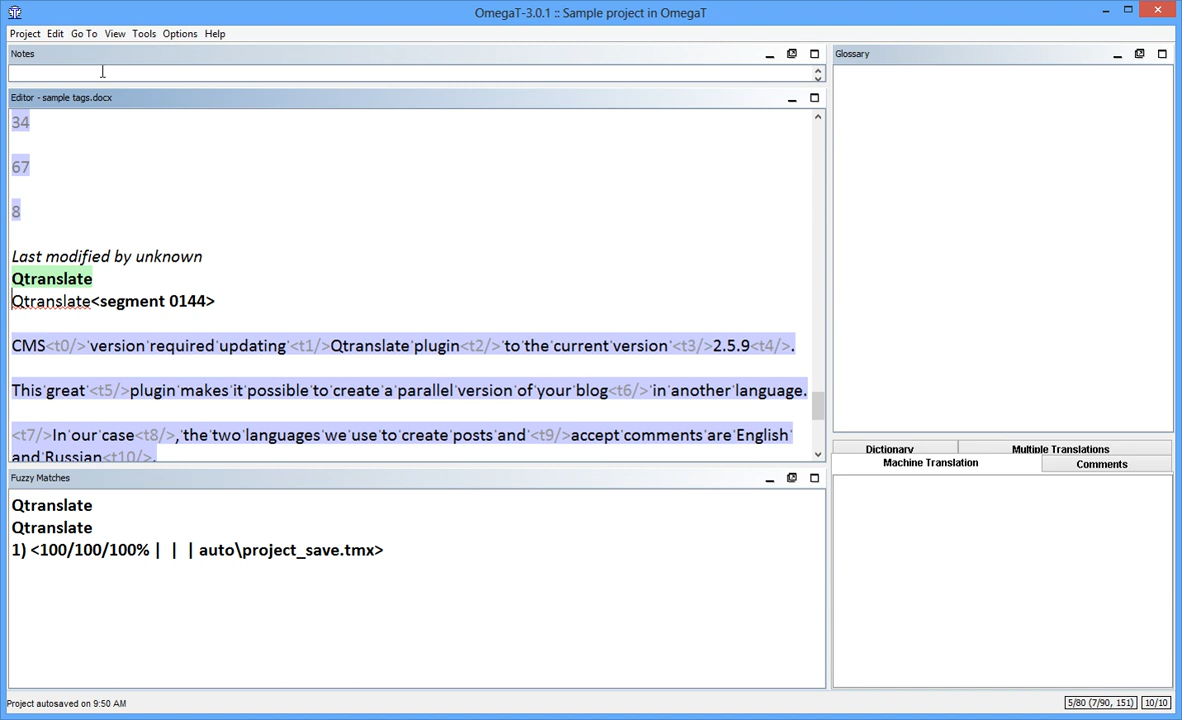 OmegaT-3.0.1 :: Sample project in OmegaT
Project Edit Go To View Tools Options Help
Notes
Editor - sample tags.docx
34
67
8
Last modified by unknown
Qtranslate
Qtranslate<segment 0144>
CMS<t0/> version required updating <t1/>Qtranslate plugin<t2/> to the current version <t3/>2.5.9<t4/>.
This great <t5/>plugin makes it possible to create a parallel version of your blog<t6/> in another language.
<t7/>In our case<t8/>, the two languages we use to create posts and <t9/>accept comments are English
and Russian<t10/>.
Fuzzy Matches
Qtranslate
Qtranslate
1) <100/100/100% | | | auto\project_save.tmx>
Glossary
Dictionary Multiple Translations
Machine Translation Comments
Project autosaved on 9:50 AM
5/80 (7/90, 151) 10/10